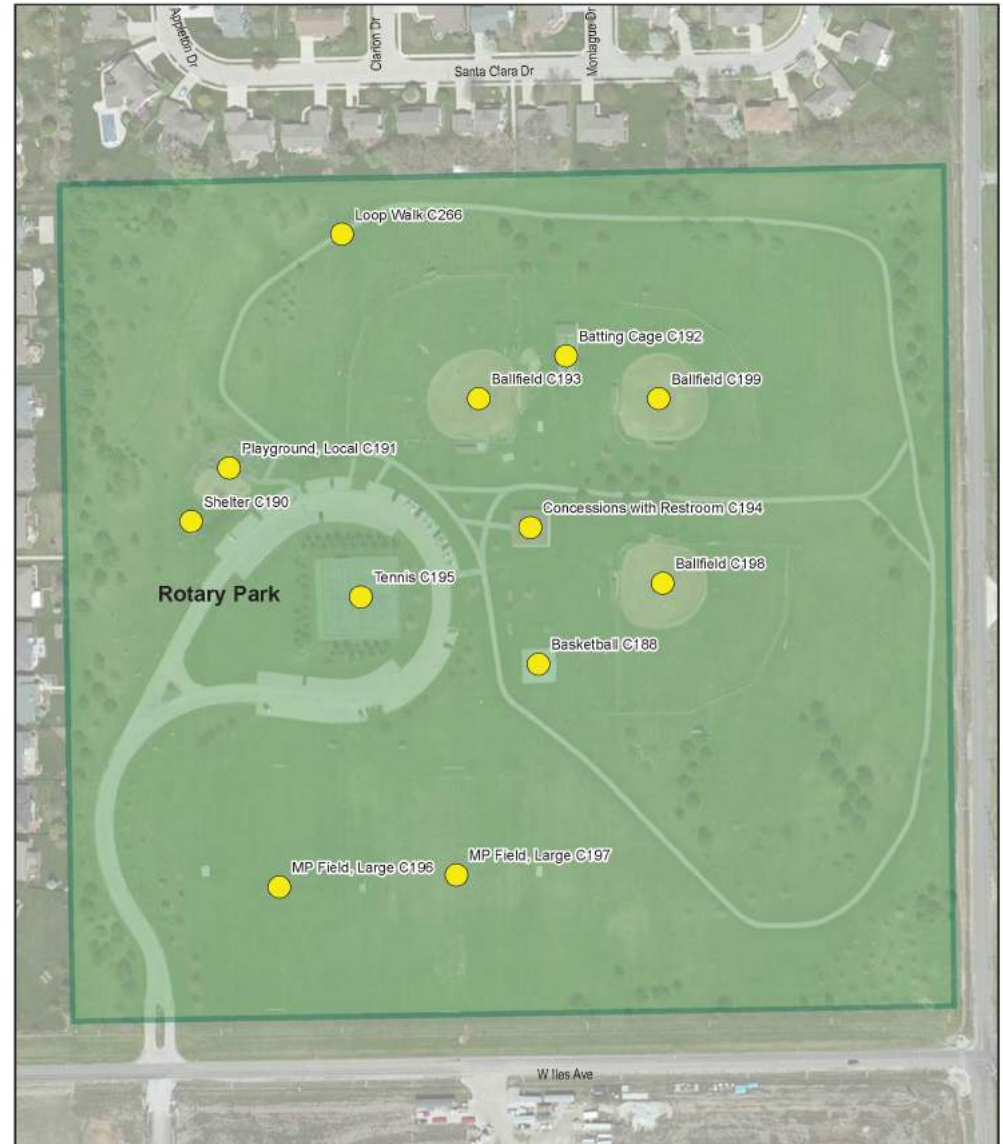 Appleton Dr
Clarion Dr
Montague Dr
Santa Clara Dr
Loop Walk C266
Batting Cage C192
Ballfield C193
Ballfield C199
Playground, Local C191
Shelter C190
Concessions with Restroom C194
Tennis C195
Ballfield C198
Rotary Park
Basketball C188
MP Field, Large C196
MP Field, Large C197
W Iles Ave